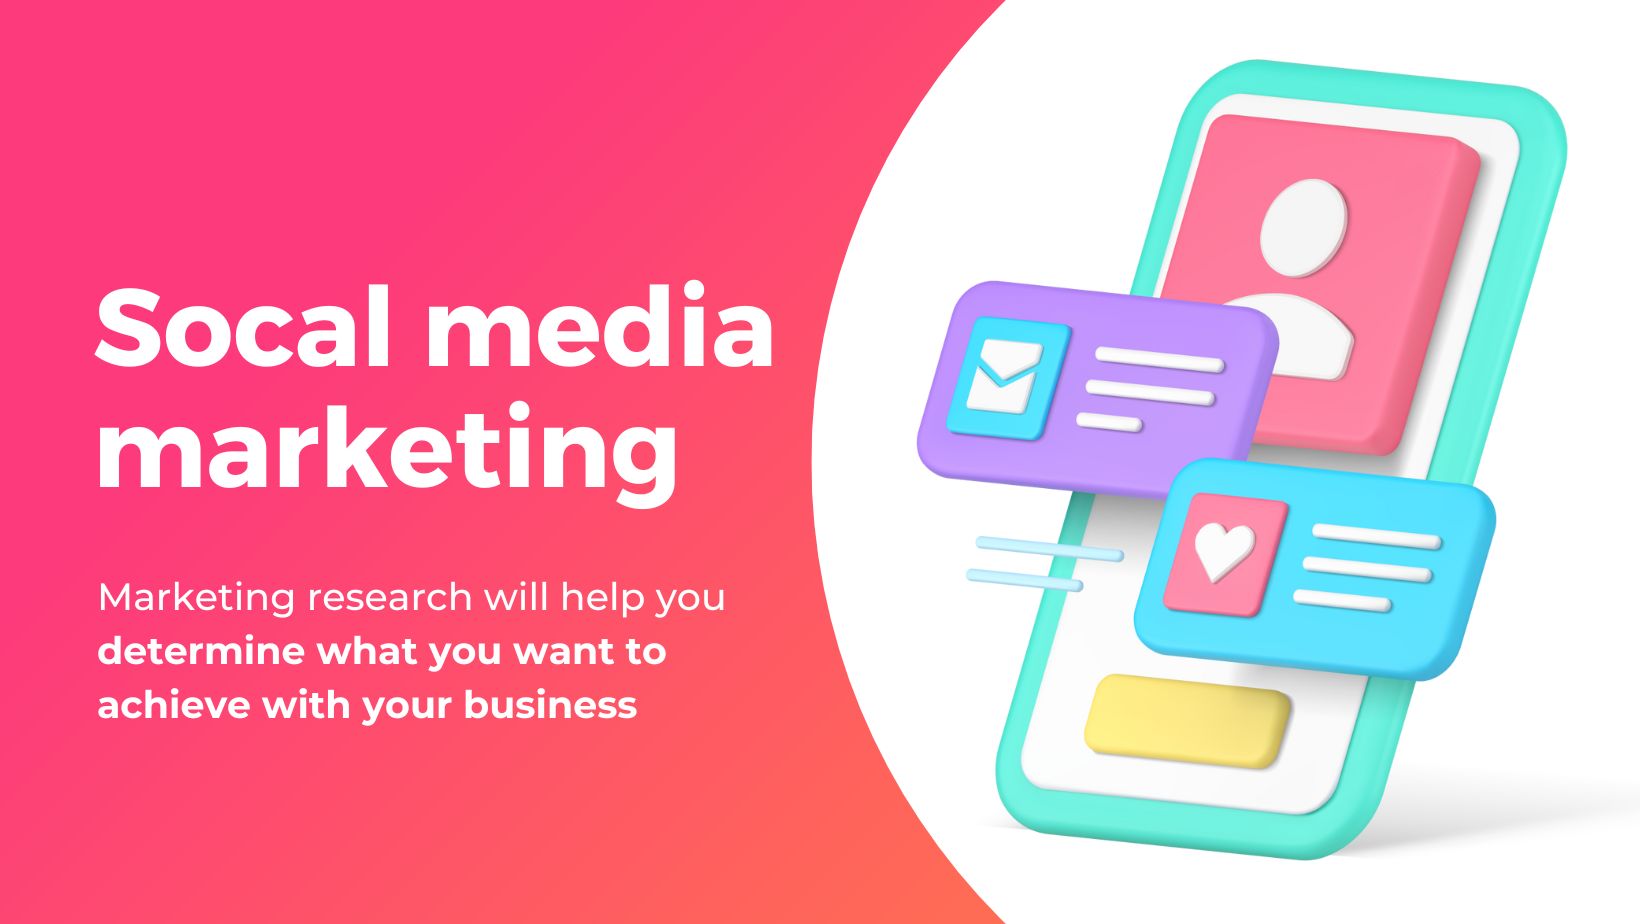 Socal media
marketing
Marketing research will help you
determine what you want to
achieve with your business